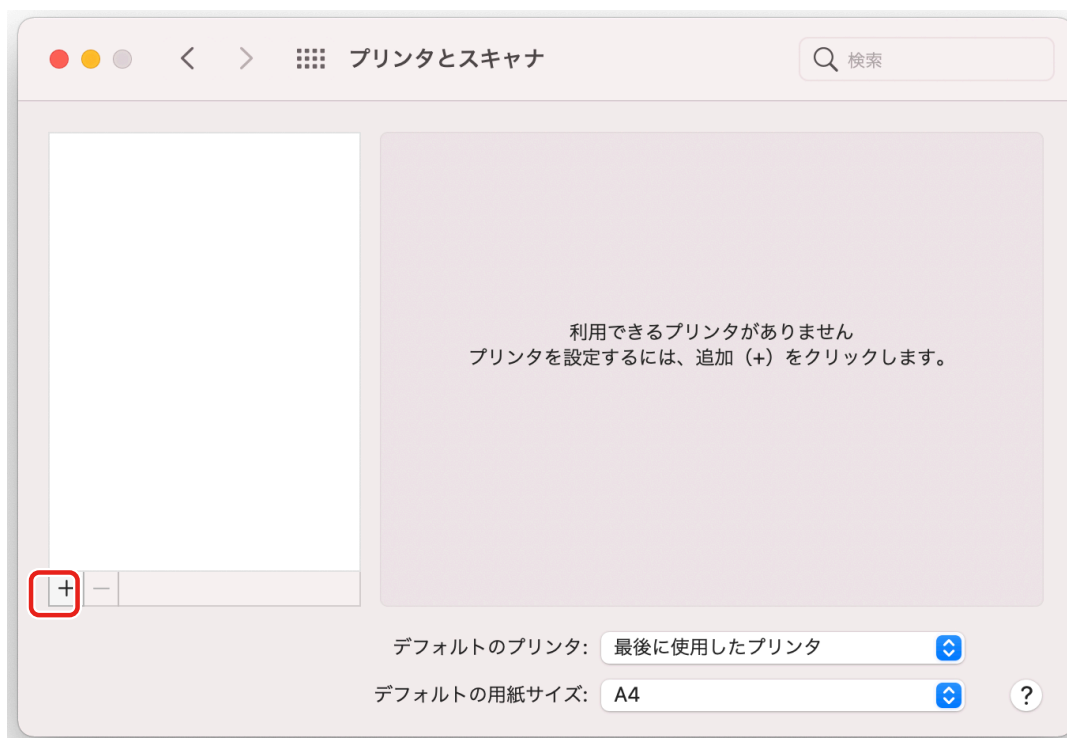 プリンタとスキャナ
検索
利用できるプリンタがありません
プリンタを設定するには、追加（+）をクリックします。
+ −
デフォルトのプリンタ: 最後に使用したプリンタ
デフォルトの用紙サイズ: A4
?